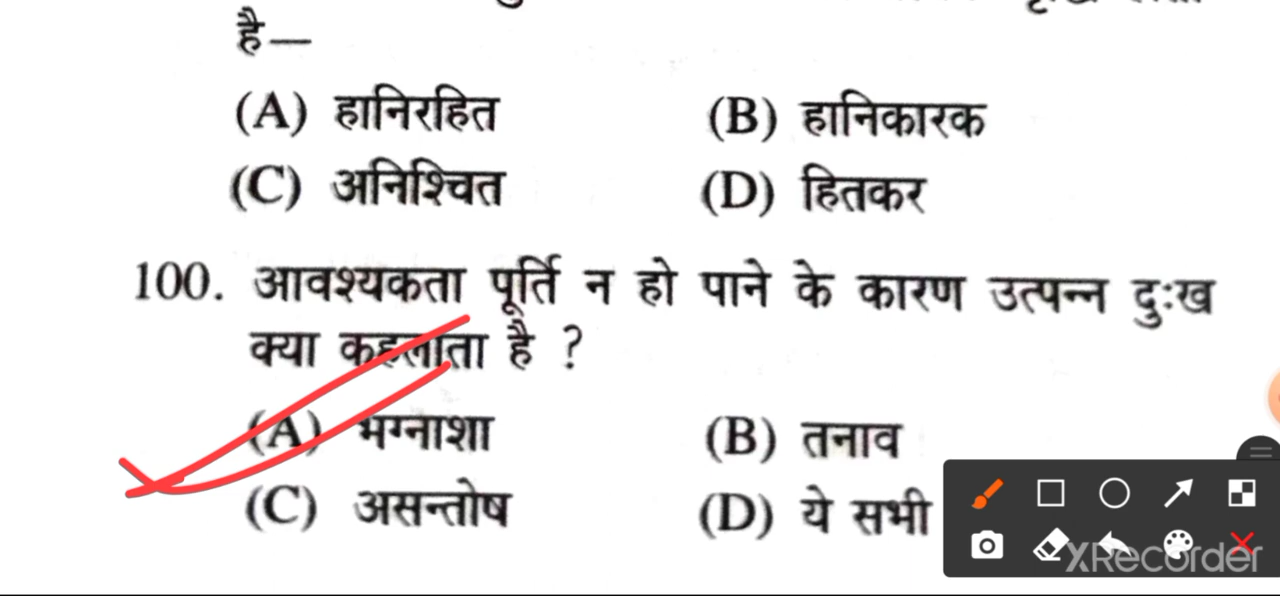 है—
(A) हानिरहित (B) हानिकारक
(C) अनिश्चित (D) हितकर
100. आवश्यकता पूर्ति न हो पाने के कारण उत्पन्न दुःख
क्या कहलाता है ?
(A) भग्नाशा (B) तनाव
(C) असन्तोष (D) ये सभी
XRecorder